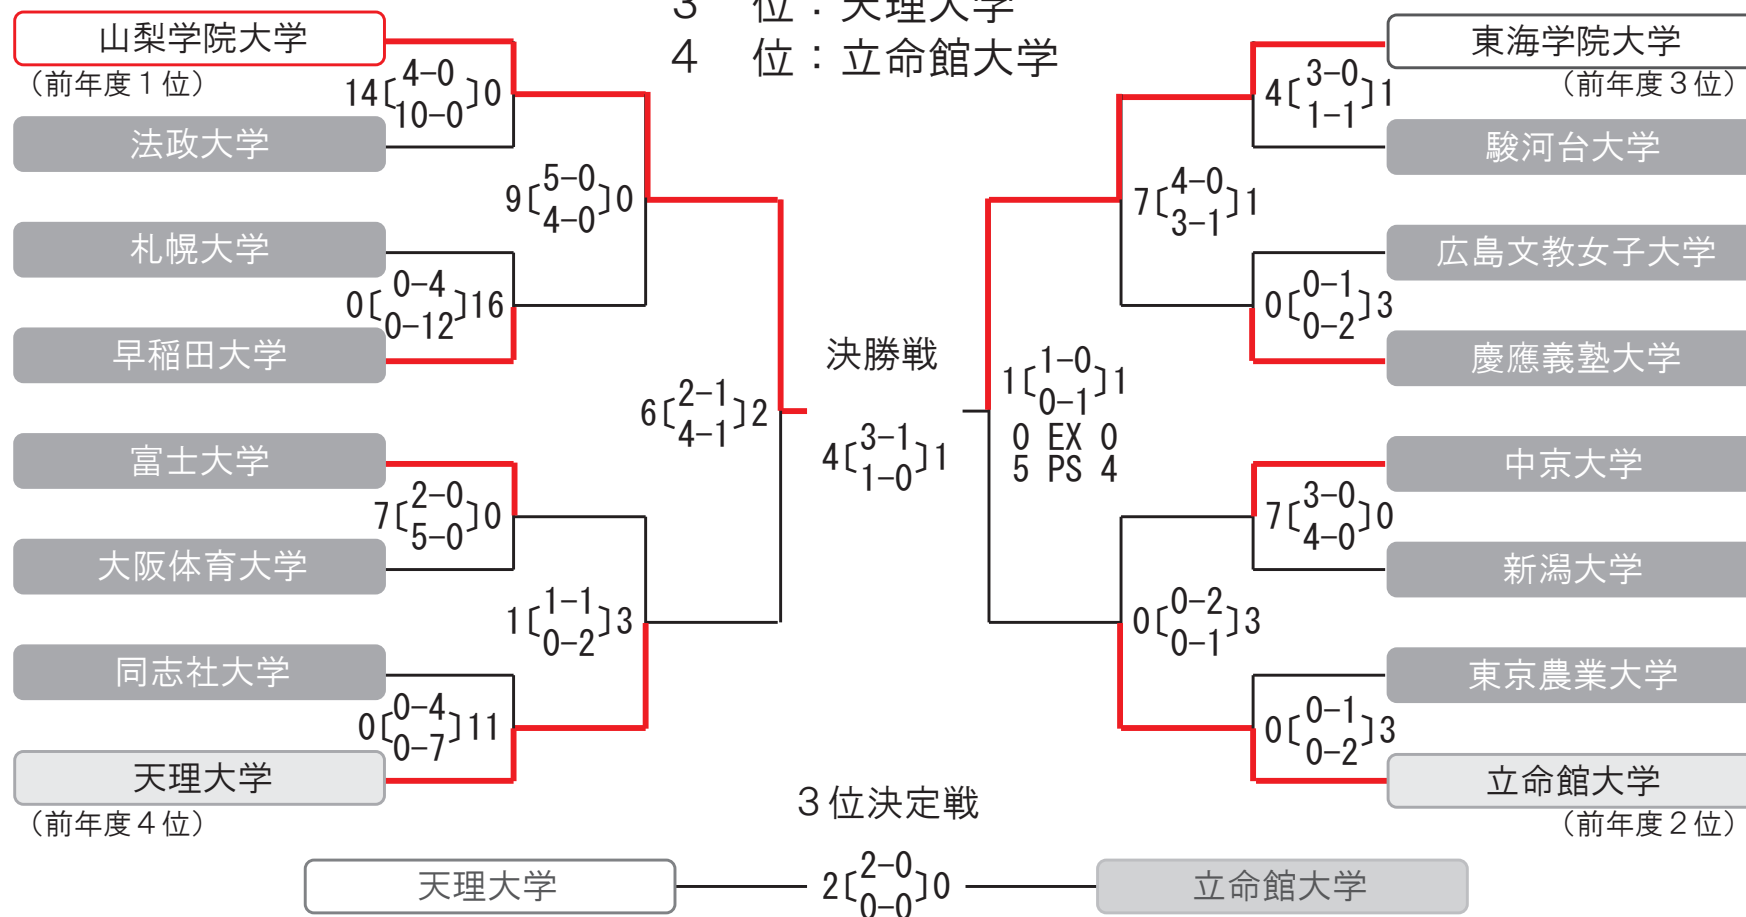 3 位：天理大学
4 位：立命館大学
山梨学院大学
（前年度１位）
14 4-0 0
10-0
法政大学
9 5-0 0
4-0
札幌大学
0 0-4 16
0-12
早稲田大学
6 2-1 2
4-1
富士大学
7 2-0 0
5-0
大阪体育大学
1 1-1 3
0-2
同志社大学
0 0-4 11
0-7
天理大学
（前年度４位）
決勝戦
4 3-1 1
1-0
東海学院大学
（前年度３位）
4 3-0 1
1-1
駿河台大学
7 4-0 1
3-1
広島文教女子大学
0 0-1 3
0-2
慶應義塾大学
1 1-0 1
0-1
0 EX 0
5 PS 4
中京大学
7 3-0 0
4-0
新潟大学
0 0-2 3
0-1
東京農業大学
0 0-1 3
0-2
立命館大学
（前年度２位）
３位決定戦
天理大学
2 2-0 0
0-0
立命館大学